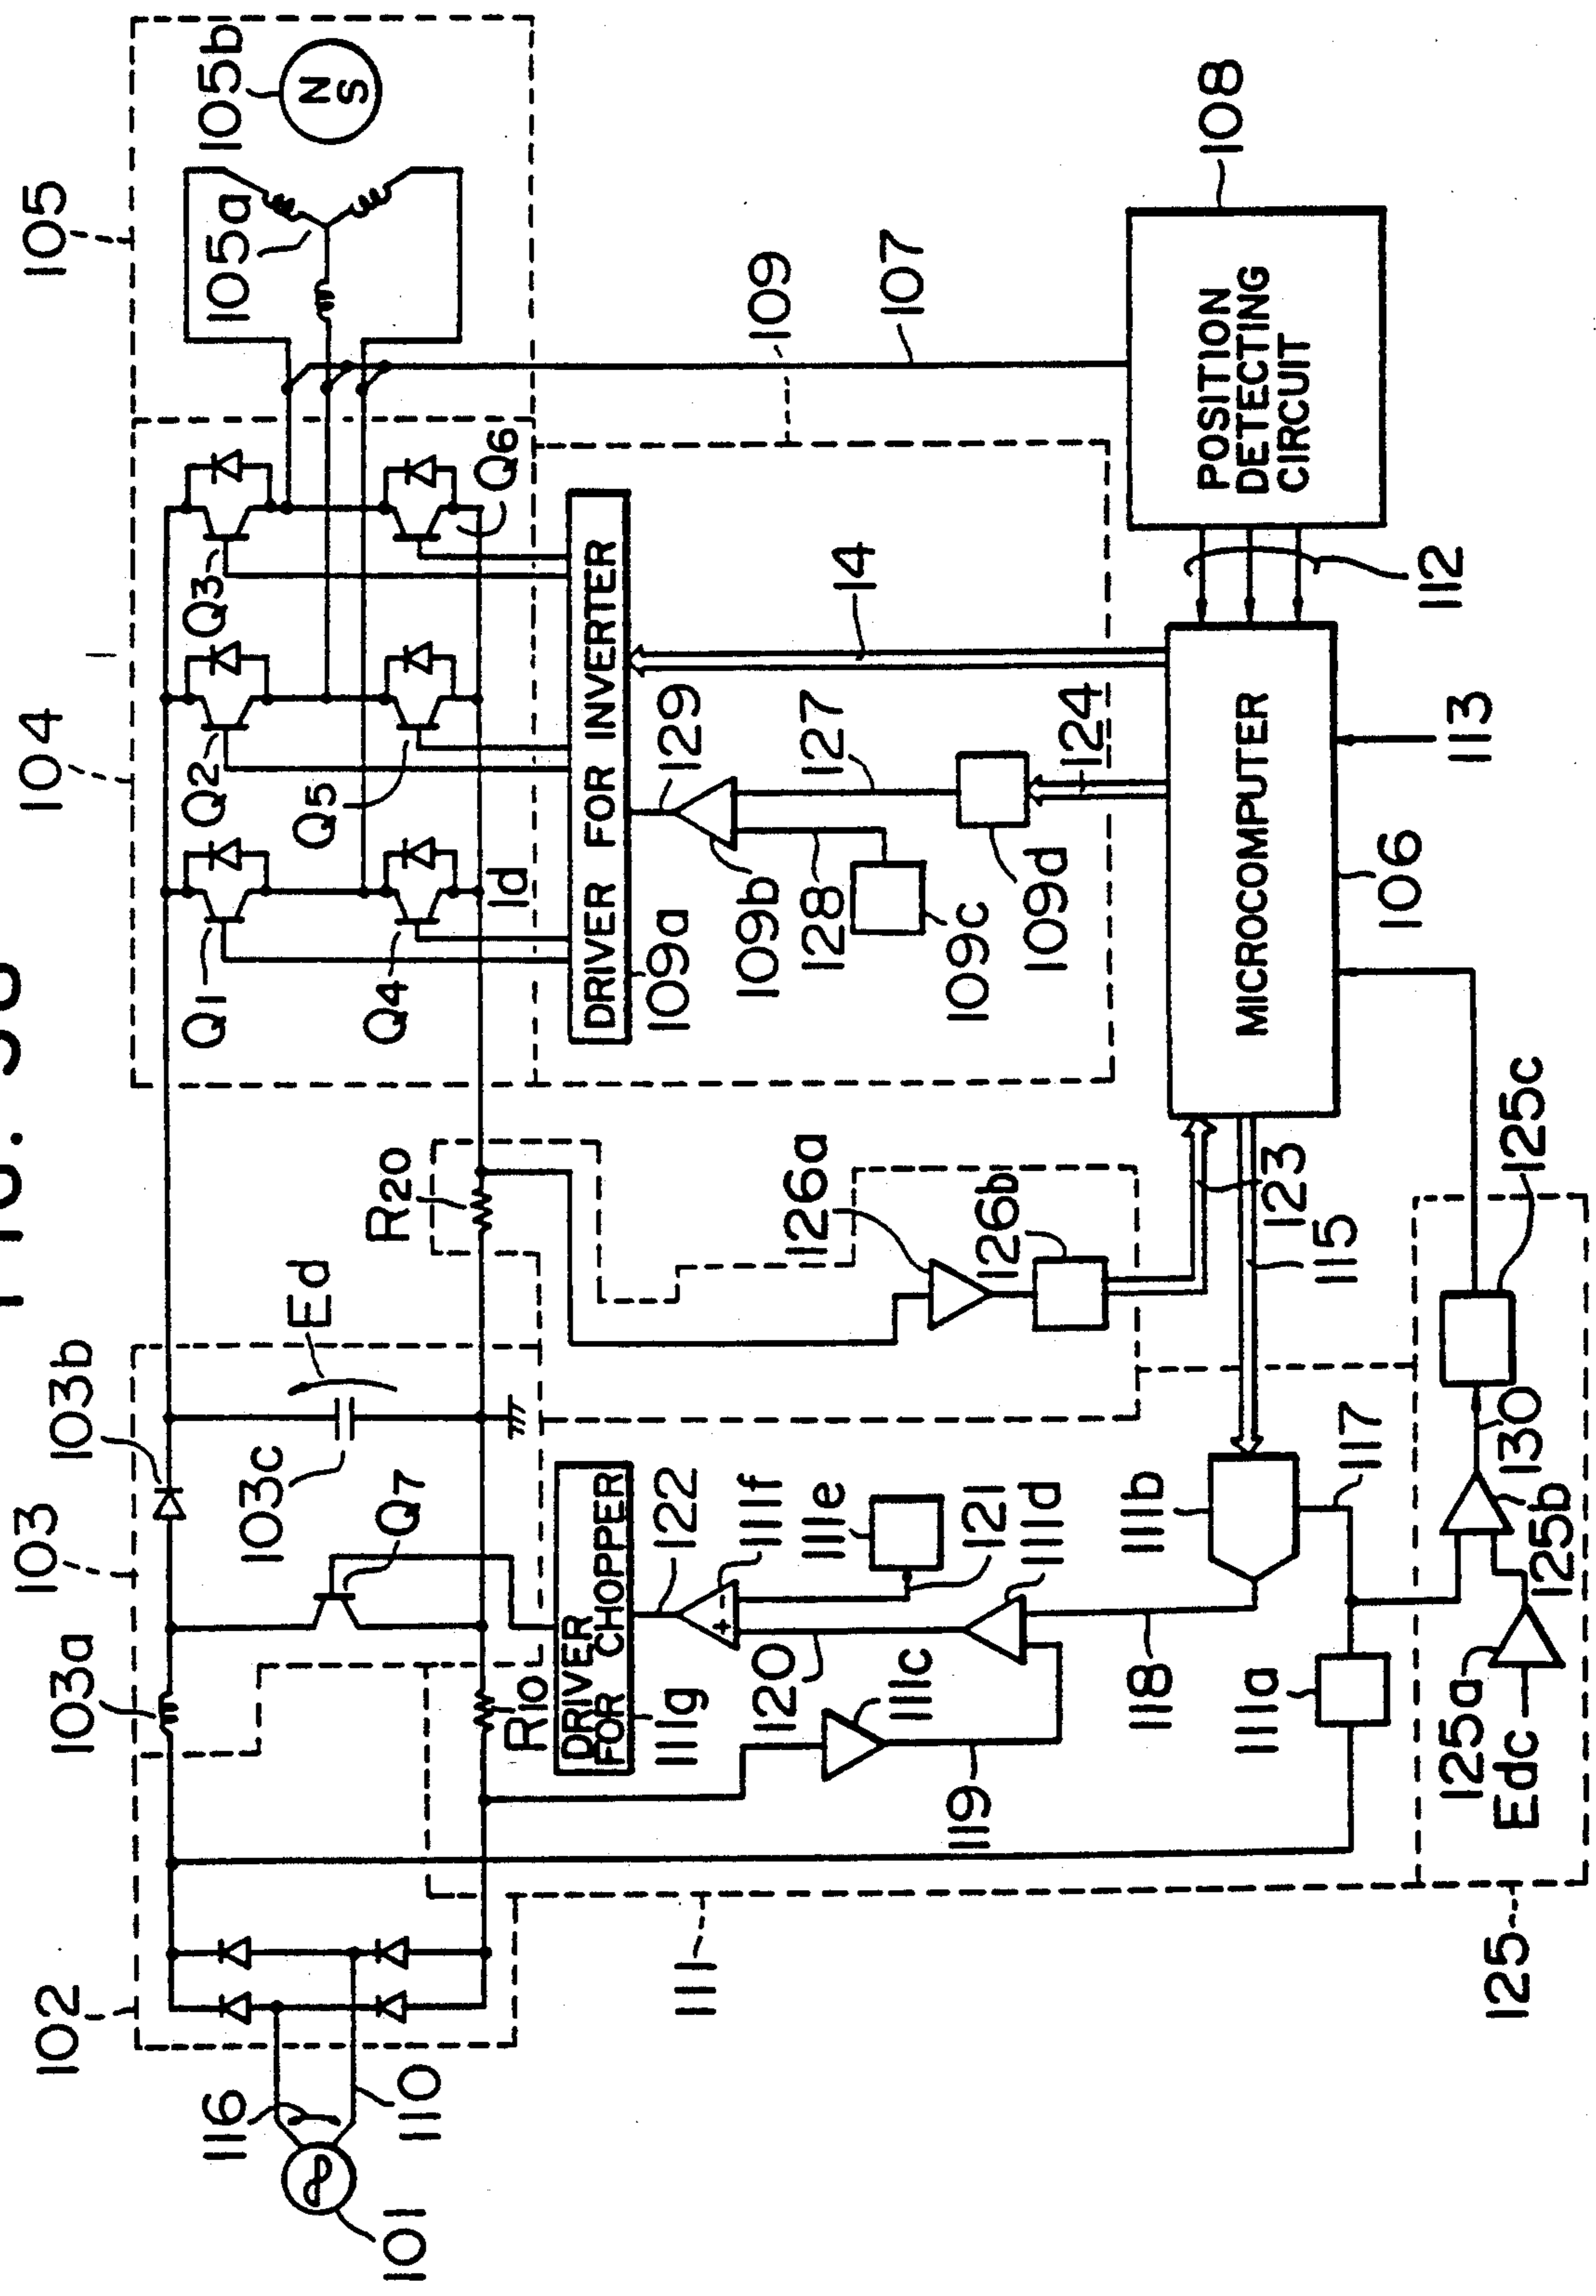 105
105b
N
S
105a
104
Q1
Q2
Q3
Q4
Q5
Q6
Id
109
107
108
POSITION
DETECTING
CIRCUIT
112
DRIVER FOR INVERTER
109a
14
129
127
128
109b
109c
109d
124
MICROCOMPUTER
113
106
103
103a
103b
103c
Ed
Q7
R20
R10
126a
126b
123
115
DRIVER
FOR CHOPPER
111g
122
111f
+
−
111e
121
111d
120
111c
119
118
111b
117
111a
111
125c
130
125b
125a
Edc
125
102
116
110
101